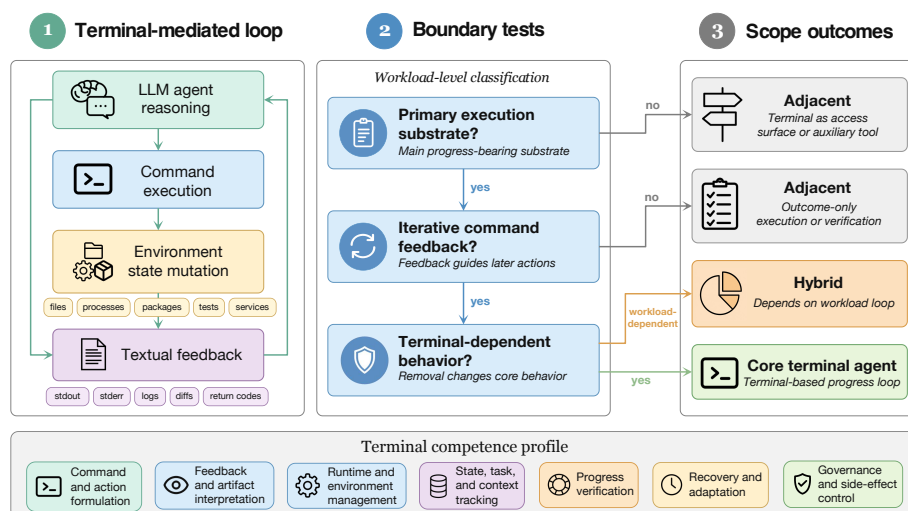 1 Terminal-mediated loop
LLM agent
reasoning
Command
execution
Environment
state mutation
files processes packages tests services
Textual feedback
stdout stderr logs diffs return codes
2 Boundary tests
Workload-level classification
Primary execution
substrate?
Main progress-bearing substrate
no
yes
Iterative command
feedback?
Feedback guides later actions
no
yes
Terminal-dependent
behavior?
Removal changes core behavior
workload-
dependent
yes
3 Scope outcomes
Adjacent
Terminal as access
surface or auxiliary tool
Adjacent
Outcome-only
execution or verification
Hybrid
Depends on workload loop
Core terminal agent
Terminal-based progress loop
Terminal competence profile
Command
and action
formulation
Feedback
and artifact
interpretation
Runtime and
environment
management
State, task,
and context
tracking
Progress
verification
Recovery and
adaptation
Governance
and side-effect
control